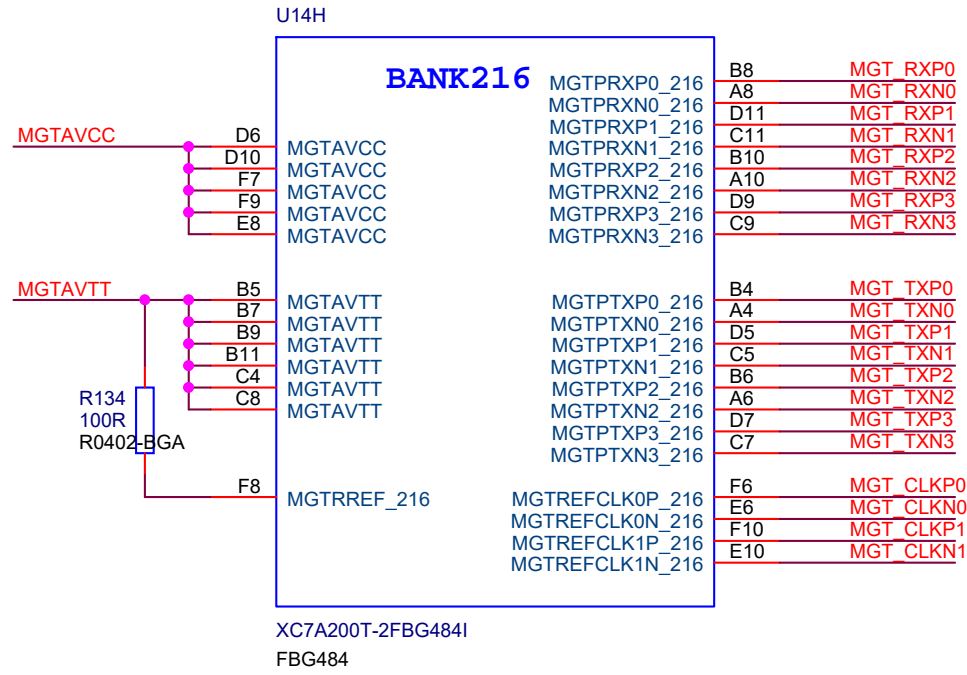 U14H
BANK216
MGTAVCC
D6 MGTAVCC
D10 MGTAVCC
F7 MGTAVCC
F9 MGTAVCC
E8 MGTAVCC
MGTAVTT
B5 MGTAVTT
B7 MGTAVTT
B9 MGTAVTT
B11 MGTAVTT
C4 MGTAVTT
C8 MGTAVTT
R134
100R
R0402-BGA
F8 MGTRREF_216
MGTPRXP0_216 B8 MGT_RXP0
MGTPRXN0_216 A8 MGT_RXN0
MGTPRXP1_216 D11 MGT_RXP1
MGTPRXN1_216 C11 MGT_RXN1
MGTPRXP2_216 B10 MGT_RXP2
MGTPRXN2_216 A10 MGT_RXN2
MGTPRXP3_216 D9 MGT_RXP3
MGTPRXN3_216 C9 MGT_RXN3
MGTPTXP0_216 B4 MGT_TXP0
MGTPTXN0_216 A4 MGT_TXN0
MGTPTXP1_216 D5 MGT_TXP1
MGTPTXN1_216 C5 MGT_TXN1
MGTPTXP2_216 B6 MGT_TXP2
MGTPTXN2_216 A6 MGT_TXN2
MGTPTXP3_216 D7 MGT_TXP3
MGTPTXN3_216 C7 MGT_TXN3
MGTREFCLK0P_216 F6 MGT_CLKP0
MGTREFCLK0N_216 E6 MGT_CLKN0
MGTREFCLK1P_216 F10 MGT_CLKP1
MGTREFCLK1N_216 E10 MGT_CLKN1
XC7A200T-2FBG484I
FBG484